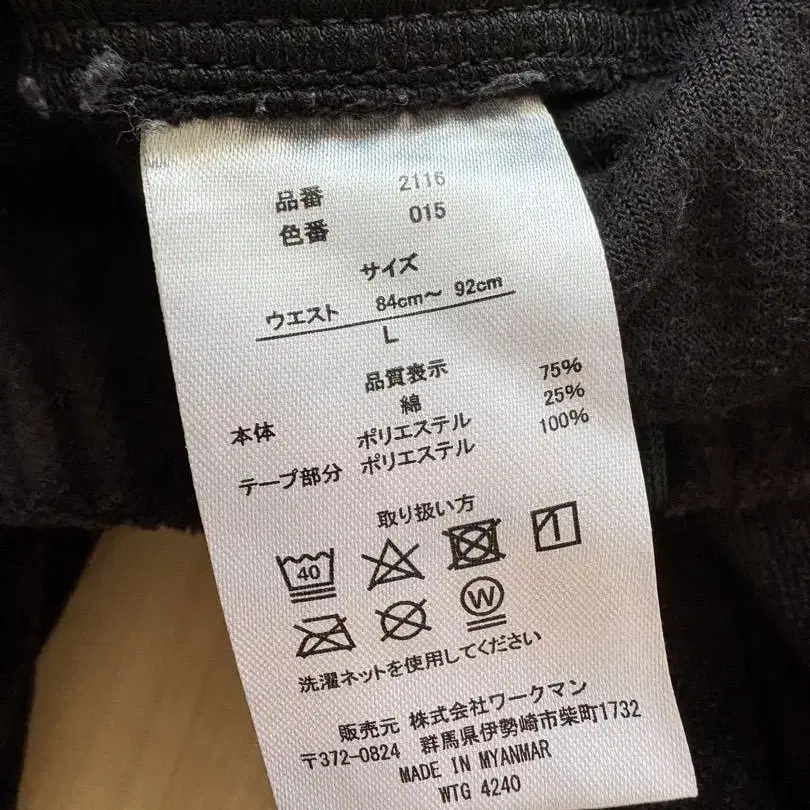 品番 2116
色番 015
サイズ
ウエスト 84cm～ 92cm
L
品質表示
本体 綿 75%
ポリエステル 25%
テープ部分 ポリエステル 100%
取り扱い方
40
W
洗濯ネットを使用してください
販売元 株式会社ワークマン
〒372-0824 群馬県伊勢崎市柴町1732
MADE IN MYANMAR
WTG 4240